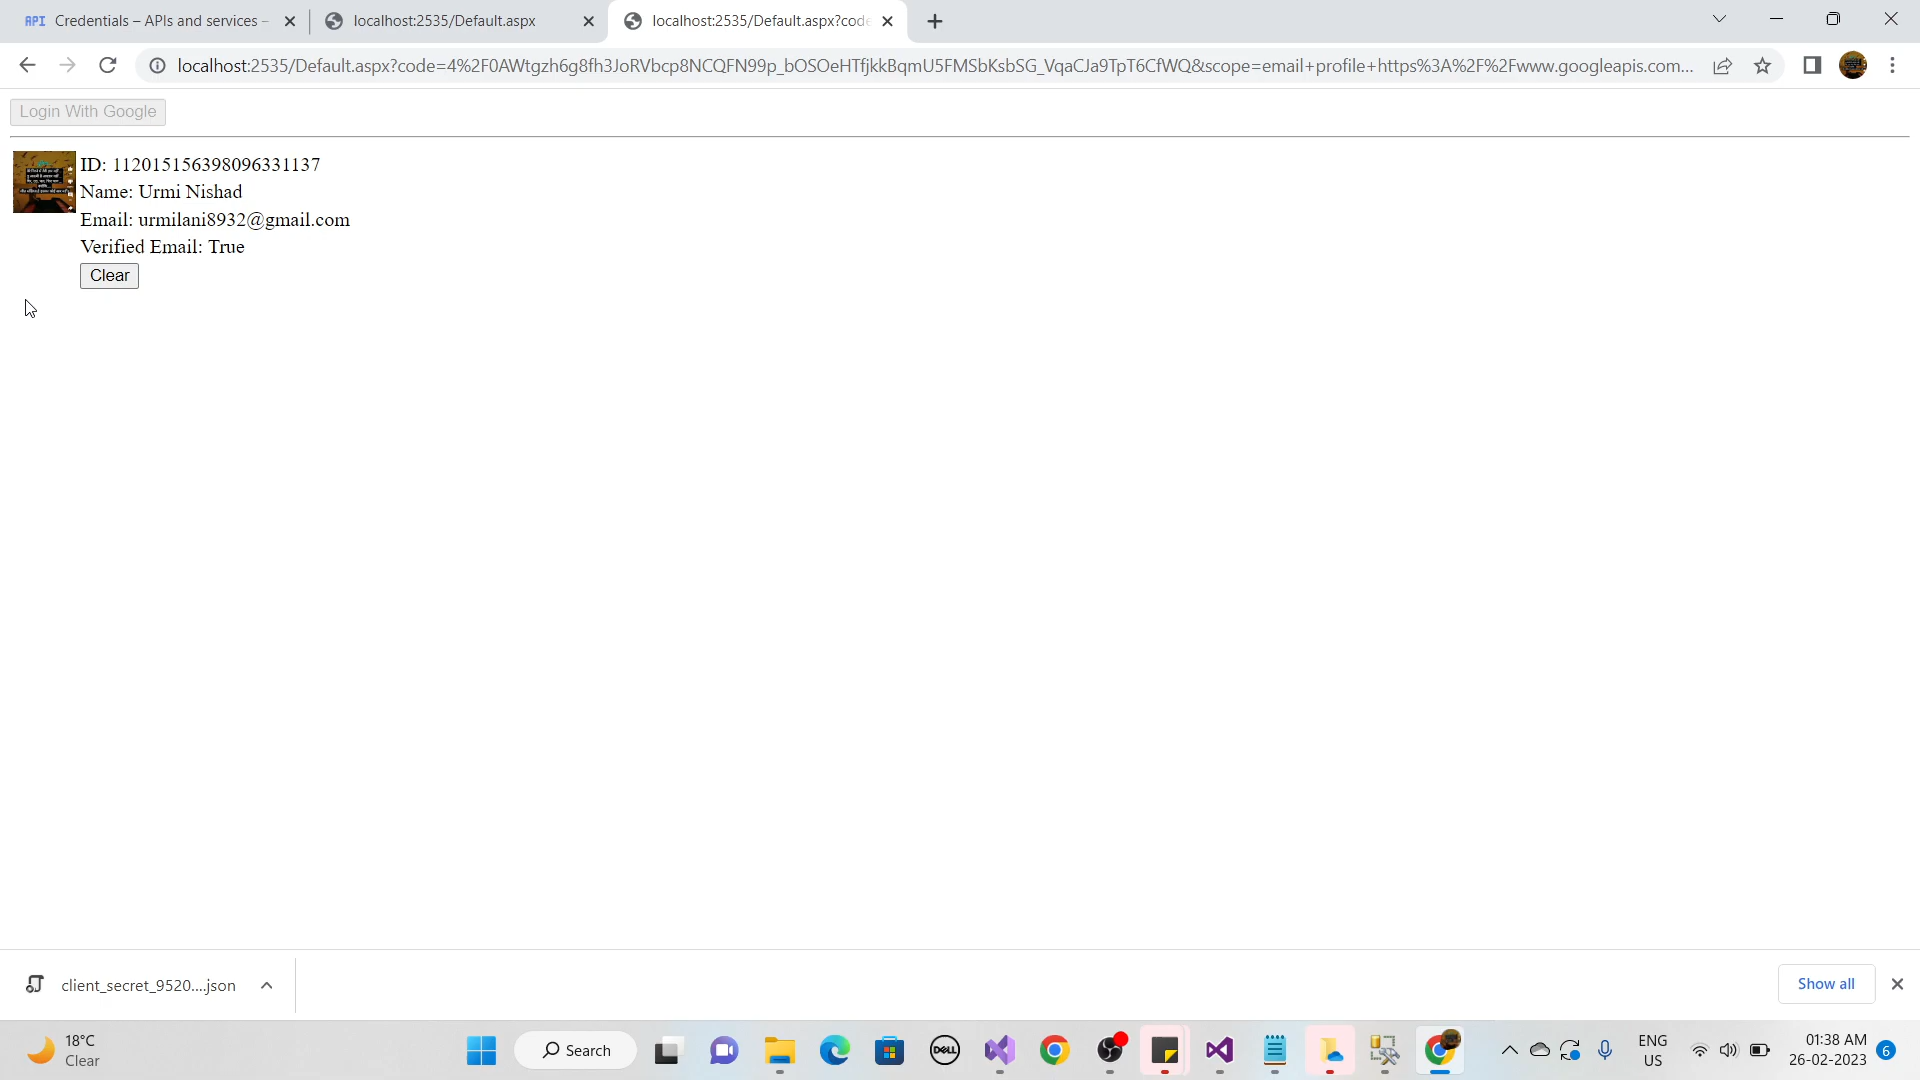 Credentials – APIs and services –
localhost:2535/Default.aspx
localhost:2535/Default.aspx?code
localhost:2535/Default.aspx?code=4%2F0AWtgzh6g8fh3JoRVbcp8NCQFN99p_bOSOeHTfjkkBqmU5FMSbKsbSG_VqaCJa9TpT6CfWQ&scope=email+profile+https%3A%2F%2Fwww.googleapis.com...
Login With Google
ID: 112015156398096331137
Name: Urmi Nishad
Email: urmilani8932@gmail.com
Verified Email: True
Clear
client_secret_9520....json
Show all
18°C
Clear
Search
DELL
ENG
US
01:38 AM
26-02-2023
6